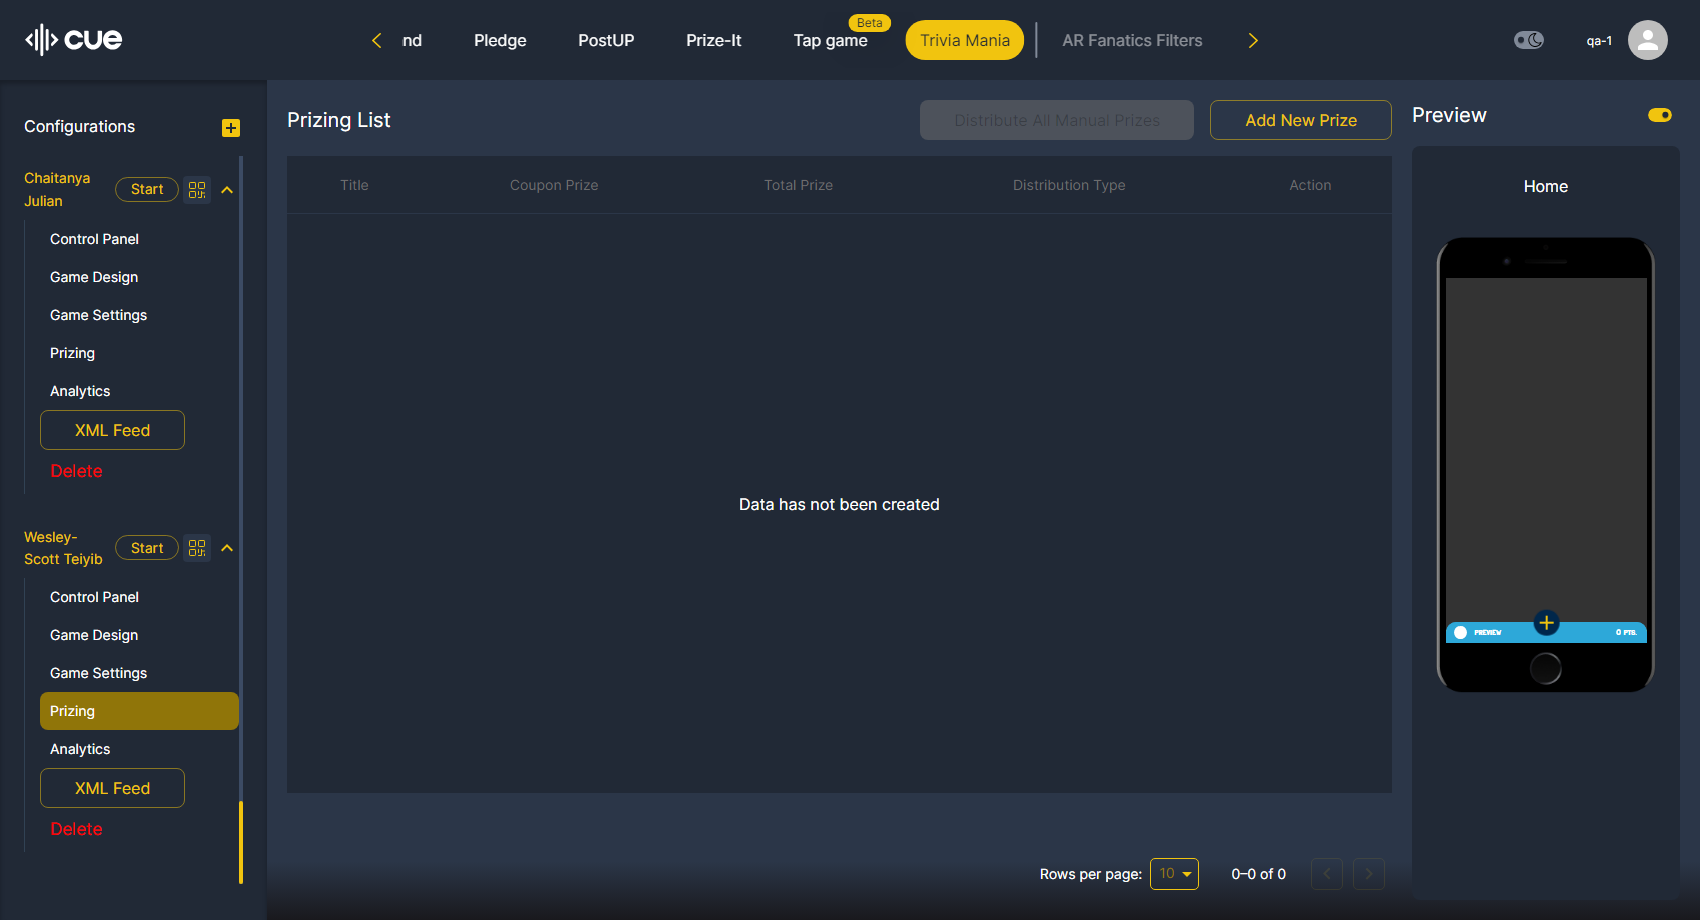 cue
nd
Pledge
PostUP
Prize-It
Tap game
Beta
Trivia Mania
AR Fanatics Filters
qa-1
Configurations
Chaitanya
Julian
Start
Control Panel
Game Design
Game Settings
Prizing
Analytics
XML Feed
Delete
Wesley-
Scott Teiyib
Start
Control Panel
Game Design
Game Settings
Prizing
Analytics
XML Feed
Delete
Prizing List
Distribute All Manual Prizes
Add New Prize
Title
Coupon Prize
Total Prize
Distribution Type
Action
Data has not been created
Rows per page:
10
0–0 of 0
Preview
Home
PREVIEW
0 PTS.